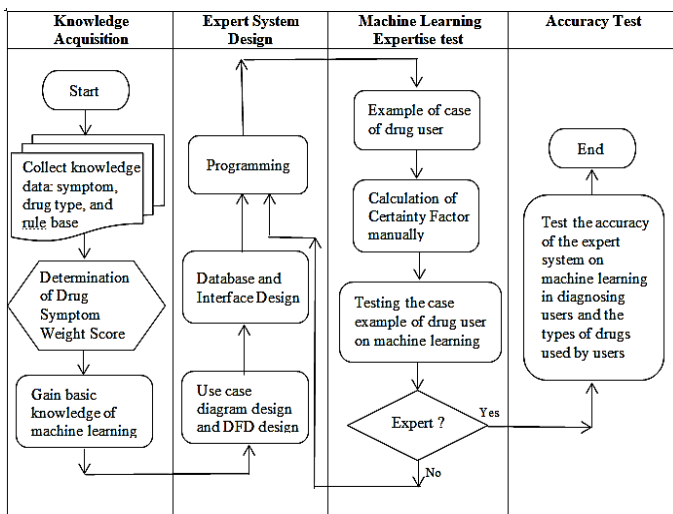 Knowledge
Acquisition
Start
Collect knowledge
data: symptom,
drug type, and
rule base
Determination
of Drug
Symptom
Weight Score
Gain basic
knowledge of
machine learning
Expert System
Design
Programming
Database and
Interface Design
Use case
diagram design
and DFD design
Machine Learning
Expertise test
Example of case
of drug user
Calculation of
Certainty Factor
manually
Testing the case
example of drug user
on machine learning
Expert ?
Yes
No
Accuracy Test
End
Test the accuracy
of the expert
system on
machine learning
in diagnosing
users and the
types of drugs
used by users